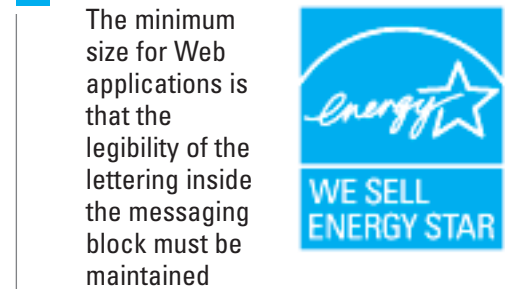 The minimum
size for Web
applications is
that the
legibility of the
lettering inside
the messaging
block must be
maintained
energy
WE SELL
ENERGY STAR